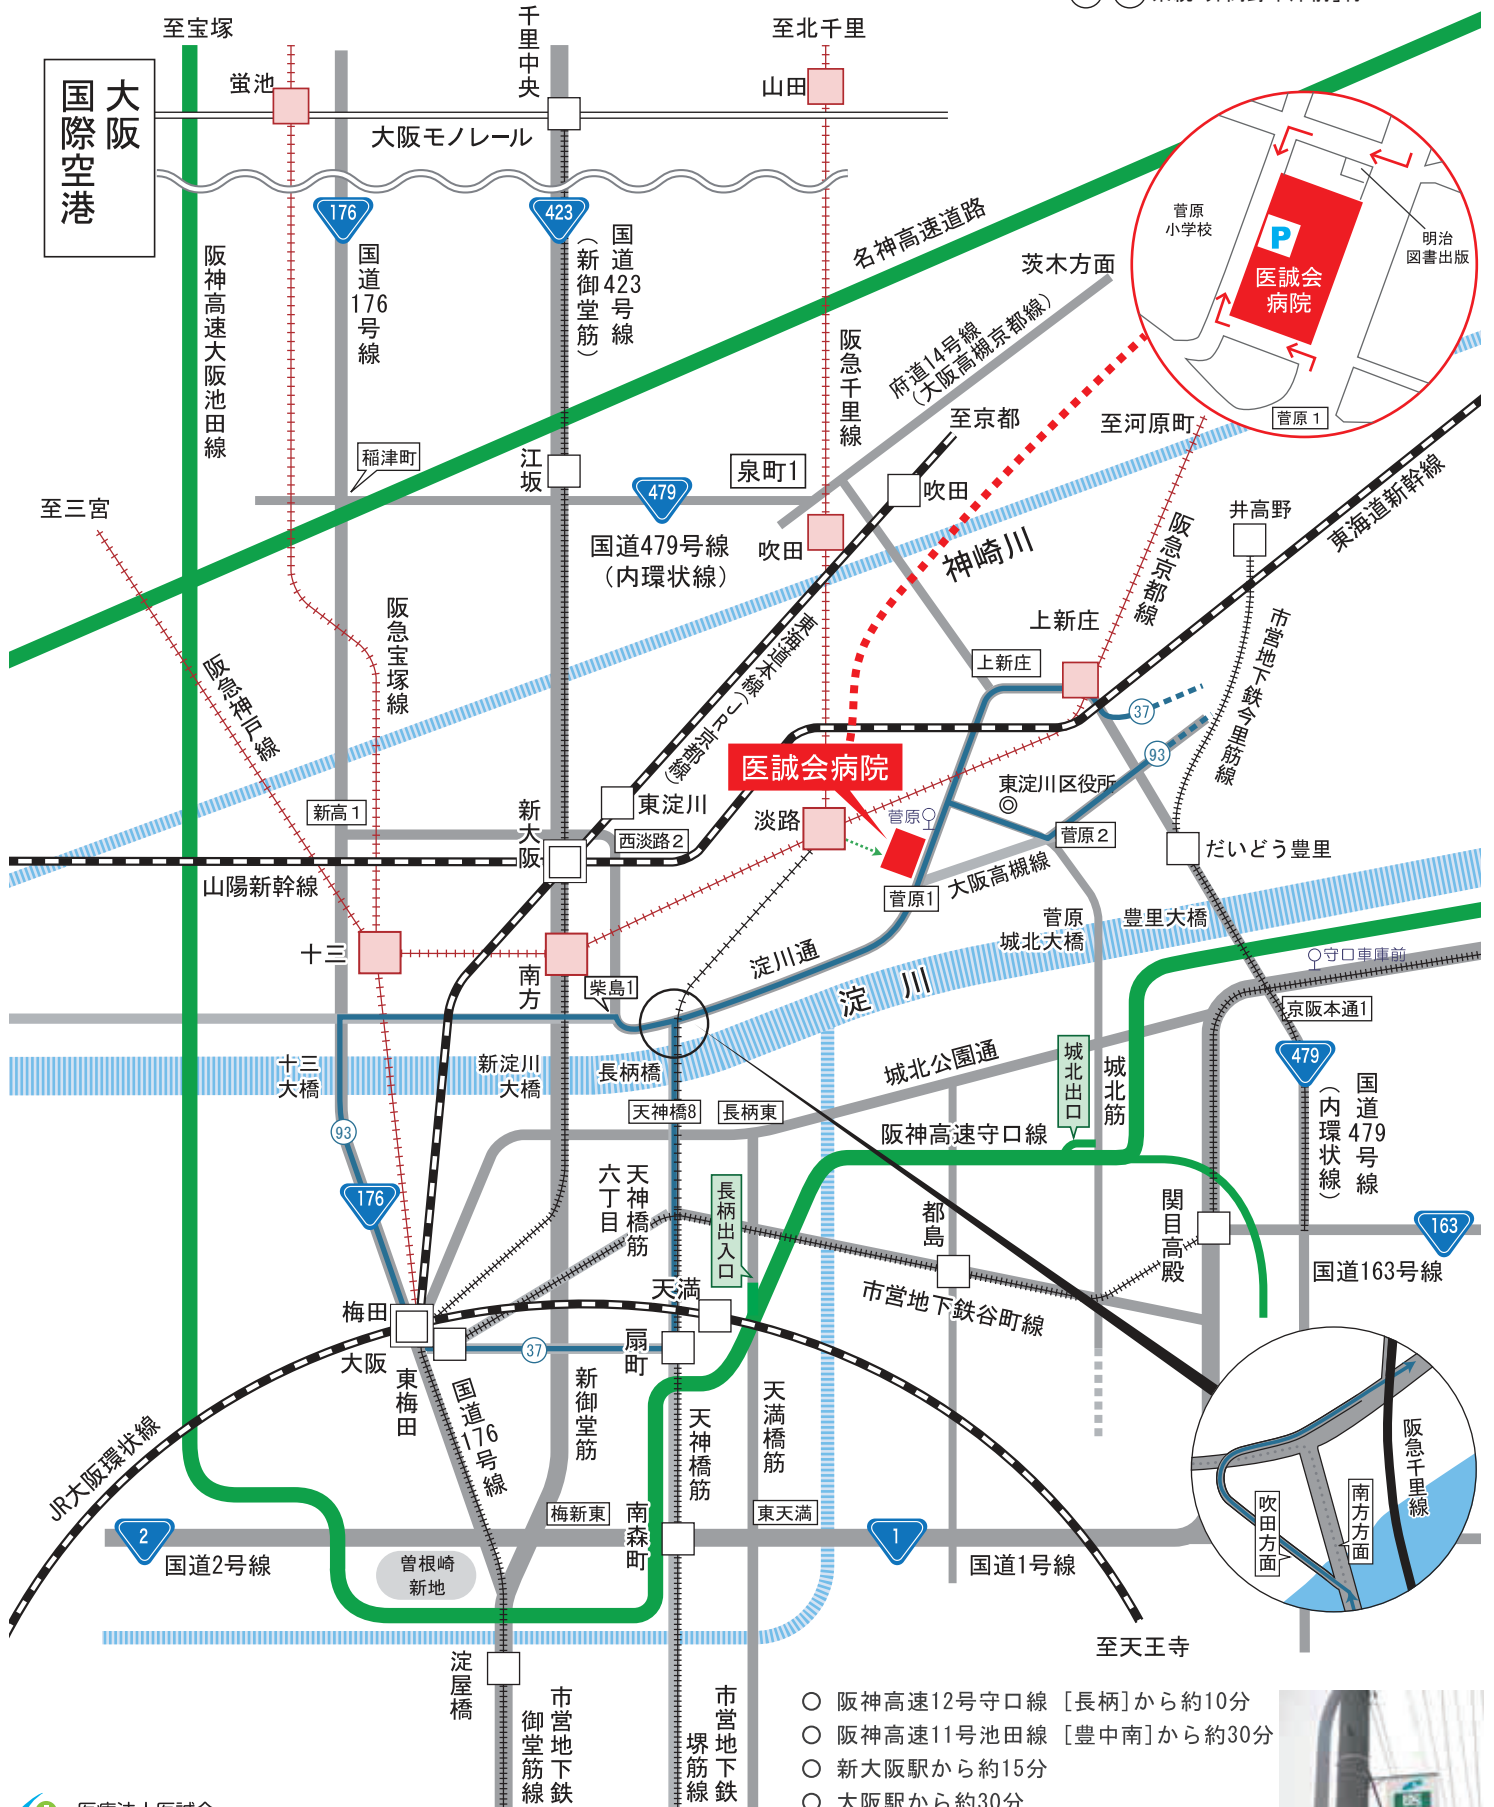 至宝塚
千里中央
至北千里
大阪
国際空港
蛍池
山田
大阪モノレール
176
423
阪神高速大阪池田線
国道176号線
国道423号線
（新御堂筋）
名神高速道路
茨木方面
府道14号線
（大阪高槻京都線）
阪急千里線
菅原
小学校
P
医誠会
病院
明治
図書出版
菅原1
稲津町
江坂
479
泉町1
至京都
吹田
至河原町
至三宮
国道479号線
（内環状線）
吹田
神崎川
阪急京都線
井高野
東海道新幹線
阪急神戸線
阪急宝塚線
東海道本線（JR京都線）
上新庄
上新庄
市営地下鉄今里筋線
37
93
医誠会病院
東淀川区役所
新高1
新大阪
東淀川
西淡路2
淡路
菅原
菅原2
だいどう豊里
山陽新幹線
菅原1
大阪高槻線
十三
南方
柴島1
淀川通
菅原
城北大橋
豊里大橋
守口車庫前
淀川
京阪本通1
十三
大橋
新淀川
大橋
長柄橋
城北公園通
城北出口
城北筋
479
国道479号線
（内環状線）
天神橋8
長柄東
阪神高速守口線
93
176
天神橋筋
六丁目
長柄出入口
都島
関目高殿
163
国道163号線
市営地下鉄谷町線
梅田
大阪
東梅田
天満
扇町
37
国道176号線
新御堂筋
天神橋筋
天満橋筋
JR大阪環状線
阪急千里線
吹田方面
南方方面
2
国道2号線
曽根崎
新地
梅新東
南森町
東天満
1
国道1号線
至天王寺
淀屋橋
市営地下鉄
御堂筋線
市営地下鉄
堺筋線
○ 阪神高速12号守口線 ［長柄］から約10分
○ 阪神高速11号池田線 ［豊中南］から約30分
○ 新大阪駅から約15分
○ 大阪駅から約30分